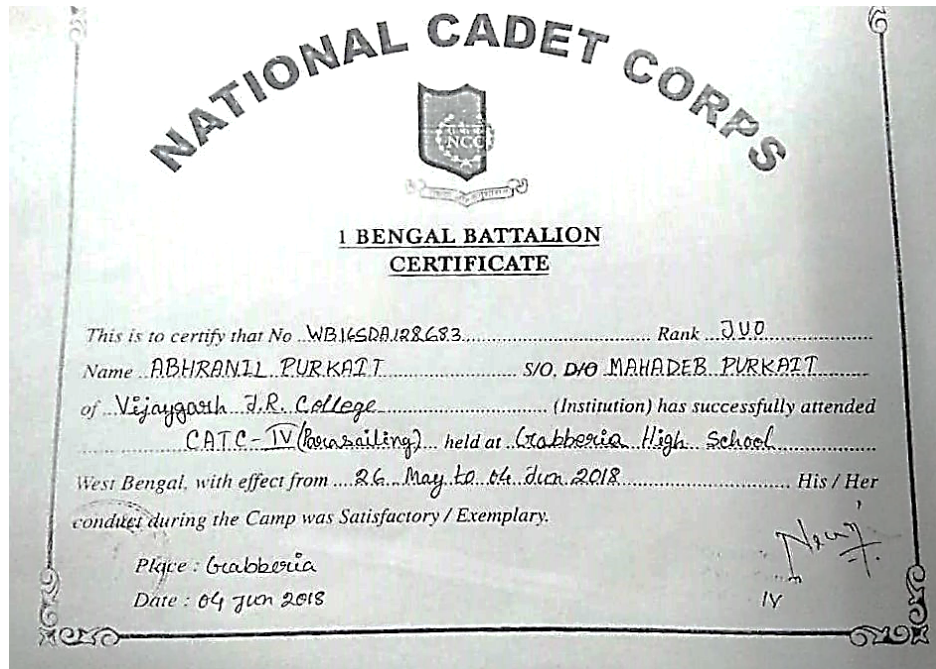 NATIONAL CADET CORPS
NCC
1 BENGAL BATTALION
CERTIFICATE
This is to certify that No WB16SDA128683 Rank JUO
Name ABHRANIL PURKAIT S/O, D/O MAHADEB PURKAIT
of Vijaygarh J.R. College (Institution) has successfully attended
CATC-IV (Parasailing) held at Gabberia High School
West Bengal, with effect from 26 May to 04 Jun 2018 His / Her
conduct during the Camp was Satisfactory / Exemplary.
Place : Gabberia
Date : 04 Jun 2018